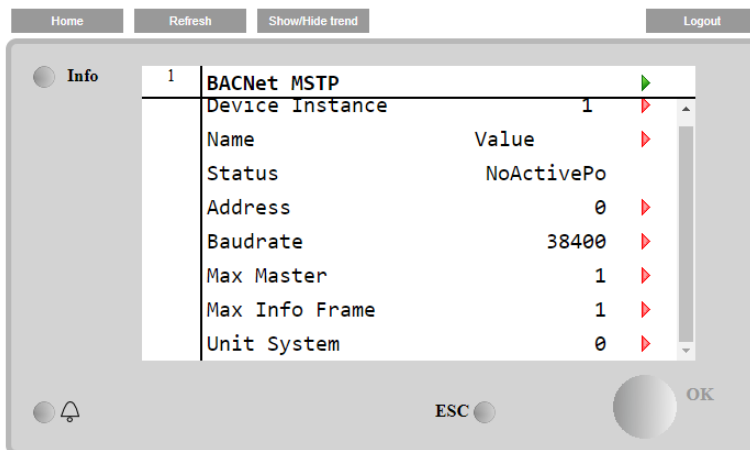 Home Refresh Show/Hide trend Logout
Info
1 BACNet MSTP
Device Instance 1
Name Value
Status NoActivePo
Address 0
Baudrate 38400
Max Master 1
Max Info Frame 1
Unit System 0
ESC OK